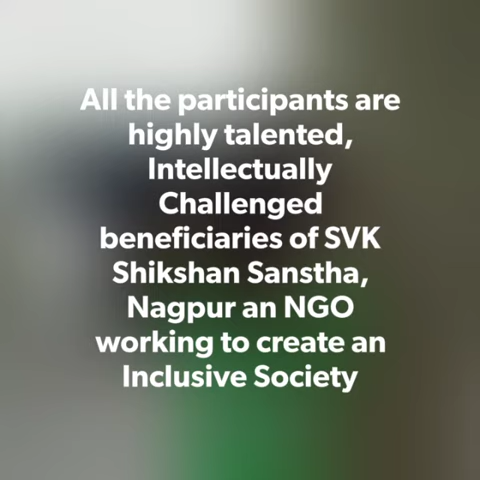 All the participants are
highly talented,
Intellectually
Challenged
beneficiaries of SVK
Shikshan Sanstha,
Nagpur an NGO
working to create an
Inclusive Society